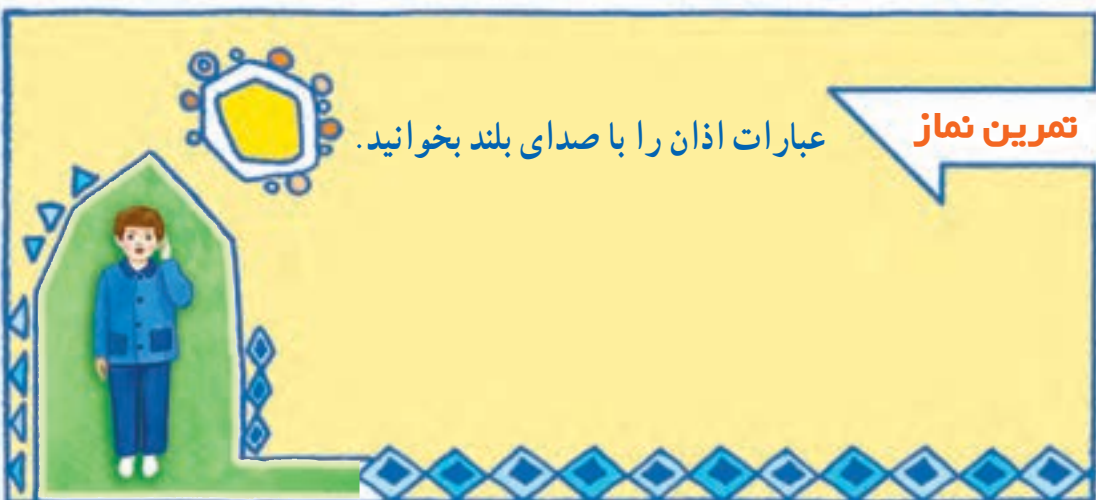 تمرین نماز
عبارات اذان را با صدای بلند بخوانید.